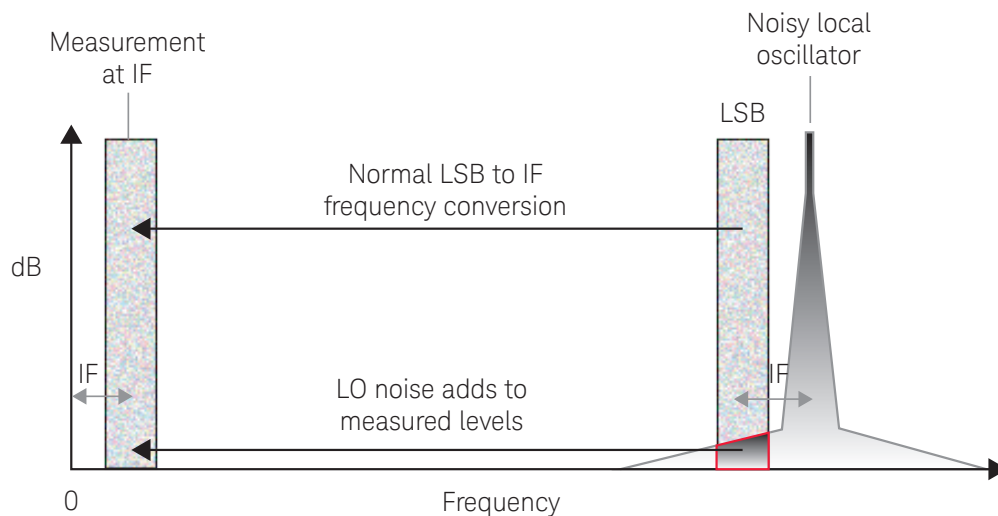 Measurement
at IF
Noisy local
oscillator
LSB
Normal LSB to IF
frequency conversion
dB
IF
LO noise adds to
measured levels
IF
0
Frequency